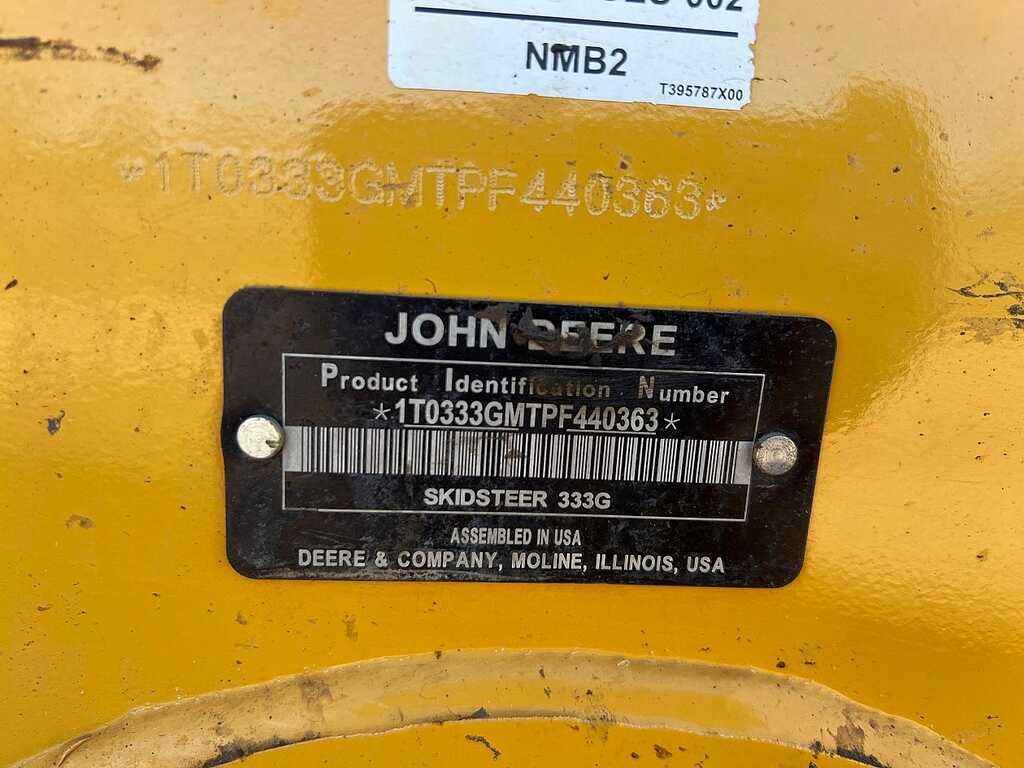 NMB2
T395787X00
*1T0333GMTPF440363*
JOHN DEERE
Product Identification Number
*1T0333GMTPF440363*
SKIDSTEER 333G
ASSEMBLED IN USA
DEERE & COMPANY, MOLINE, ILLINOIS, USA